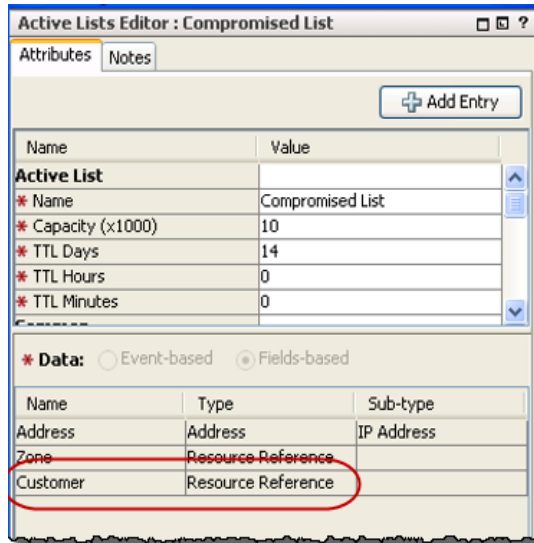 Active Lists Editor : Compromised List ?
Attributes Notes
Add Entry
Name Value
Active List
* Name Compromised List
* Capacity (x1000) 10
* TTL Days 14
* TTL Hours 0
* TTL Minutes 0
Common
* Data: Event-based Fields-based
Name Type Sub-type
Address Address IP Address
Zone Resource Reference
Customer Resource Reference